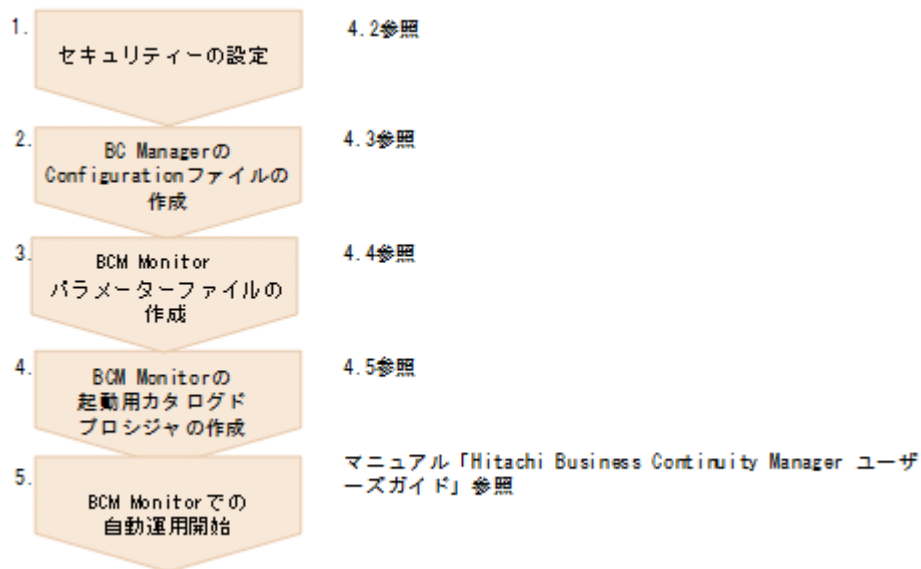 1.
セキュリティーの設定
4.2参照
2.
BC Managerの
Configurationファイルの
作成
4.3参照
3.
BCM Monitor
パラメーターファイルの
作成
4.4参照
4.
BCM Monitorの
起動用カタログド
プロシジャの作成
4.5参照
5.
BCM Monitorでの
自動運用開始
マニュアル「Hitachi Business Continuity Manager ユーザ
ーズガイド」参照